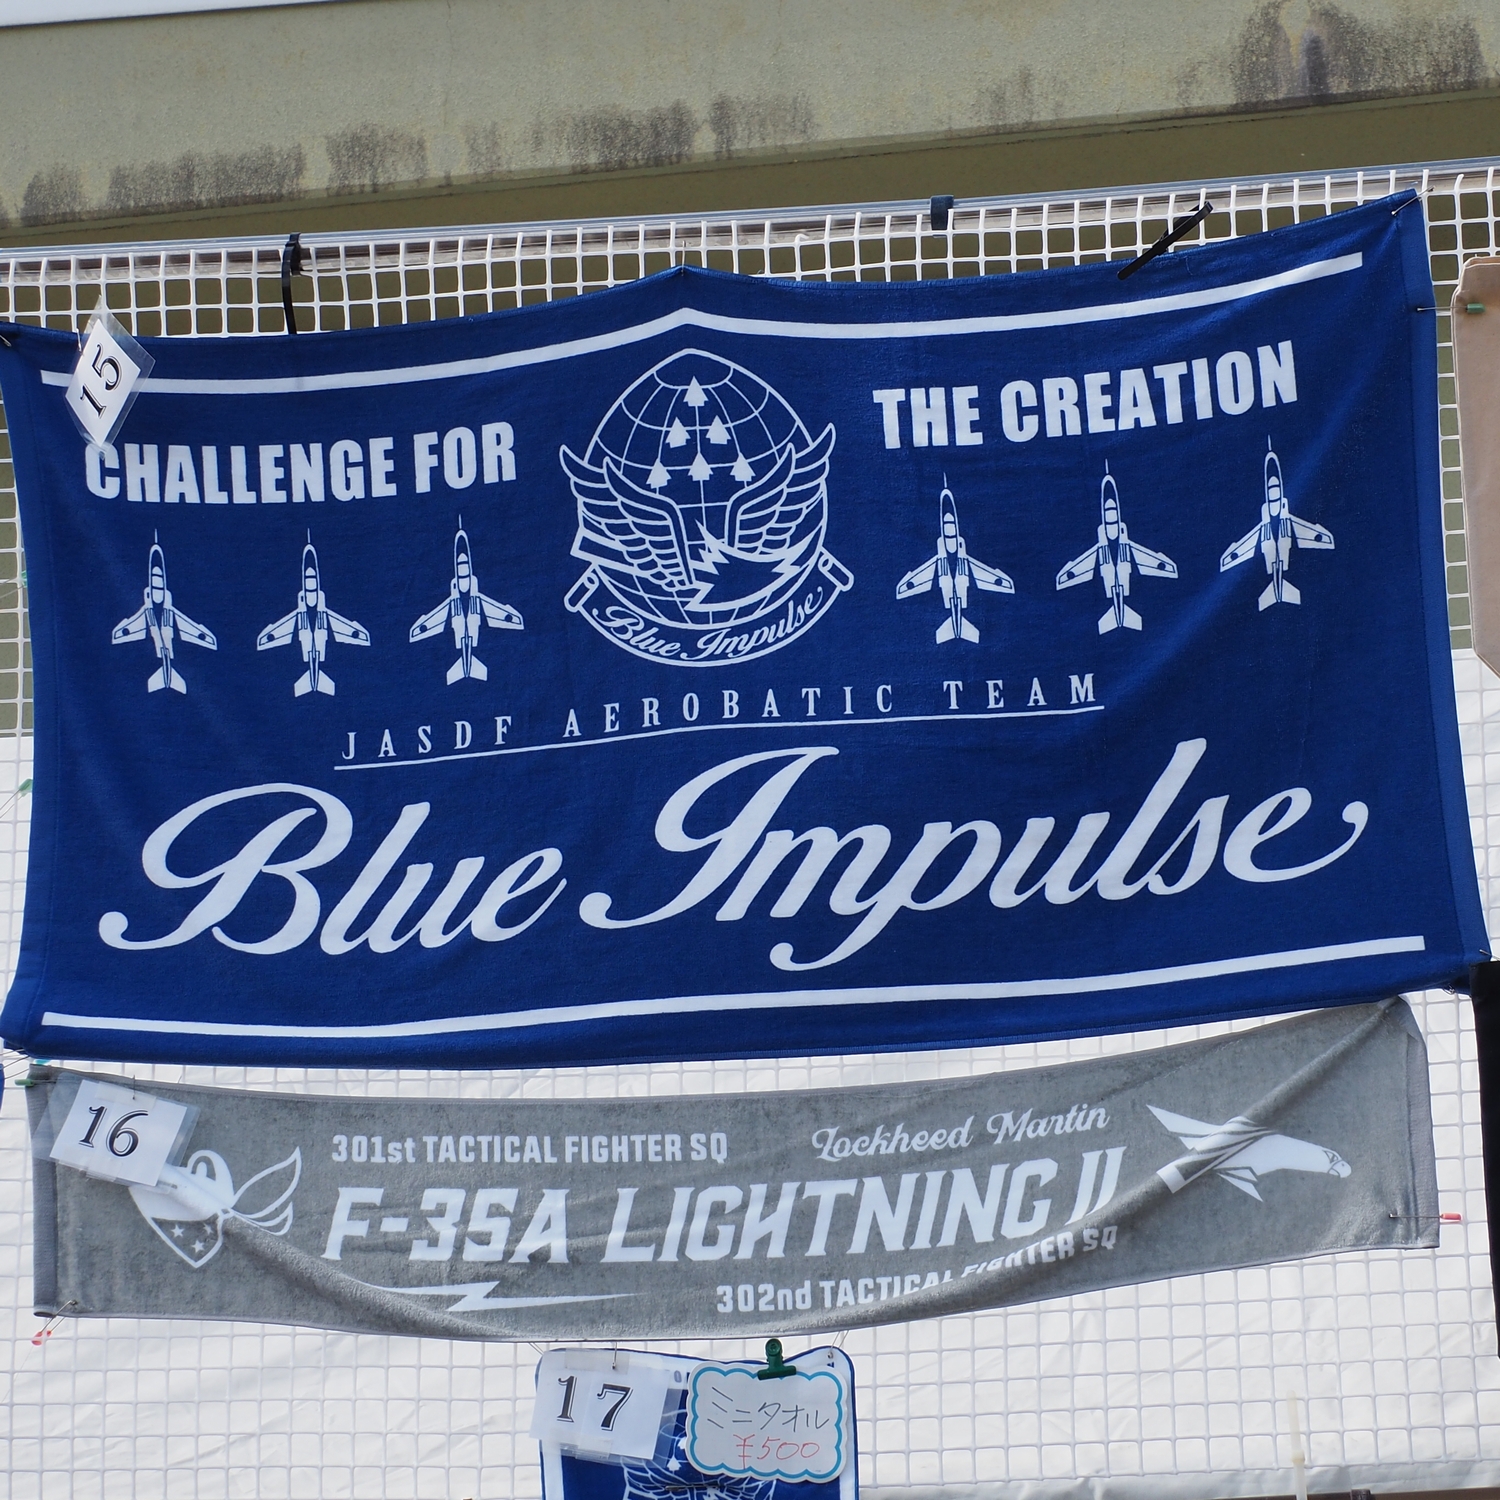 15
CHALLENGE FOR
THE CREATION
Blue Impulse
JASDF AEROBATIC TEAM
Blue Impulse
16
301st TACTICAL FIGHTER SQ
Lockheed Martin
F-35A LIGHTNING II
302nd TACTICAL FIGHTER SQ
17
ミニタオル
¥500